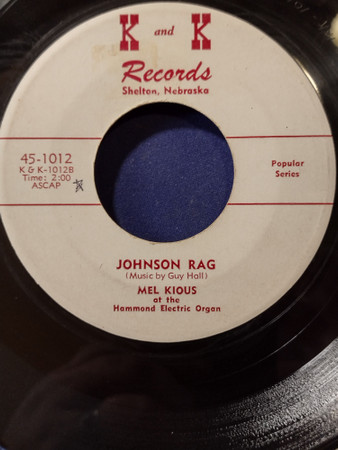 K and K
Records
Shelton, Nebraska
45-1012
K & K-1012B
Time: 2:00
ASCAP
Popular
Series
JOHNSON RAG
(Music by Guy Hall)
MEL KIOUS
at the
Hammond Electric Organ